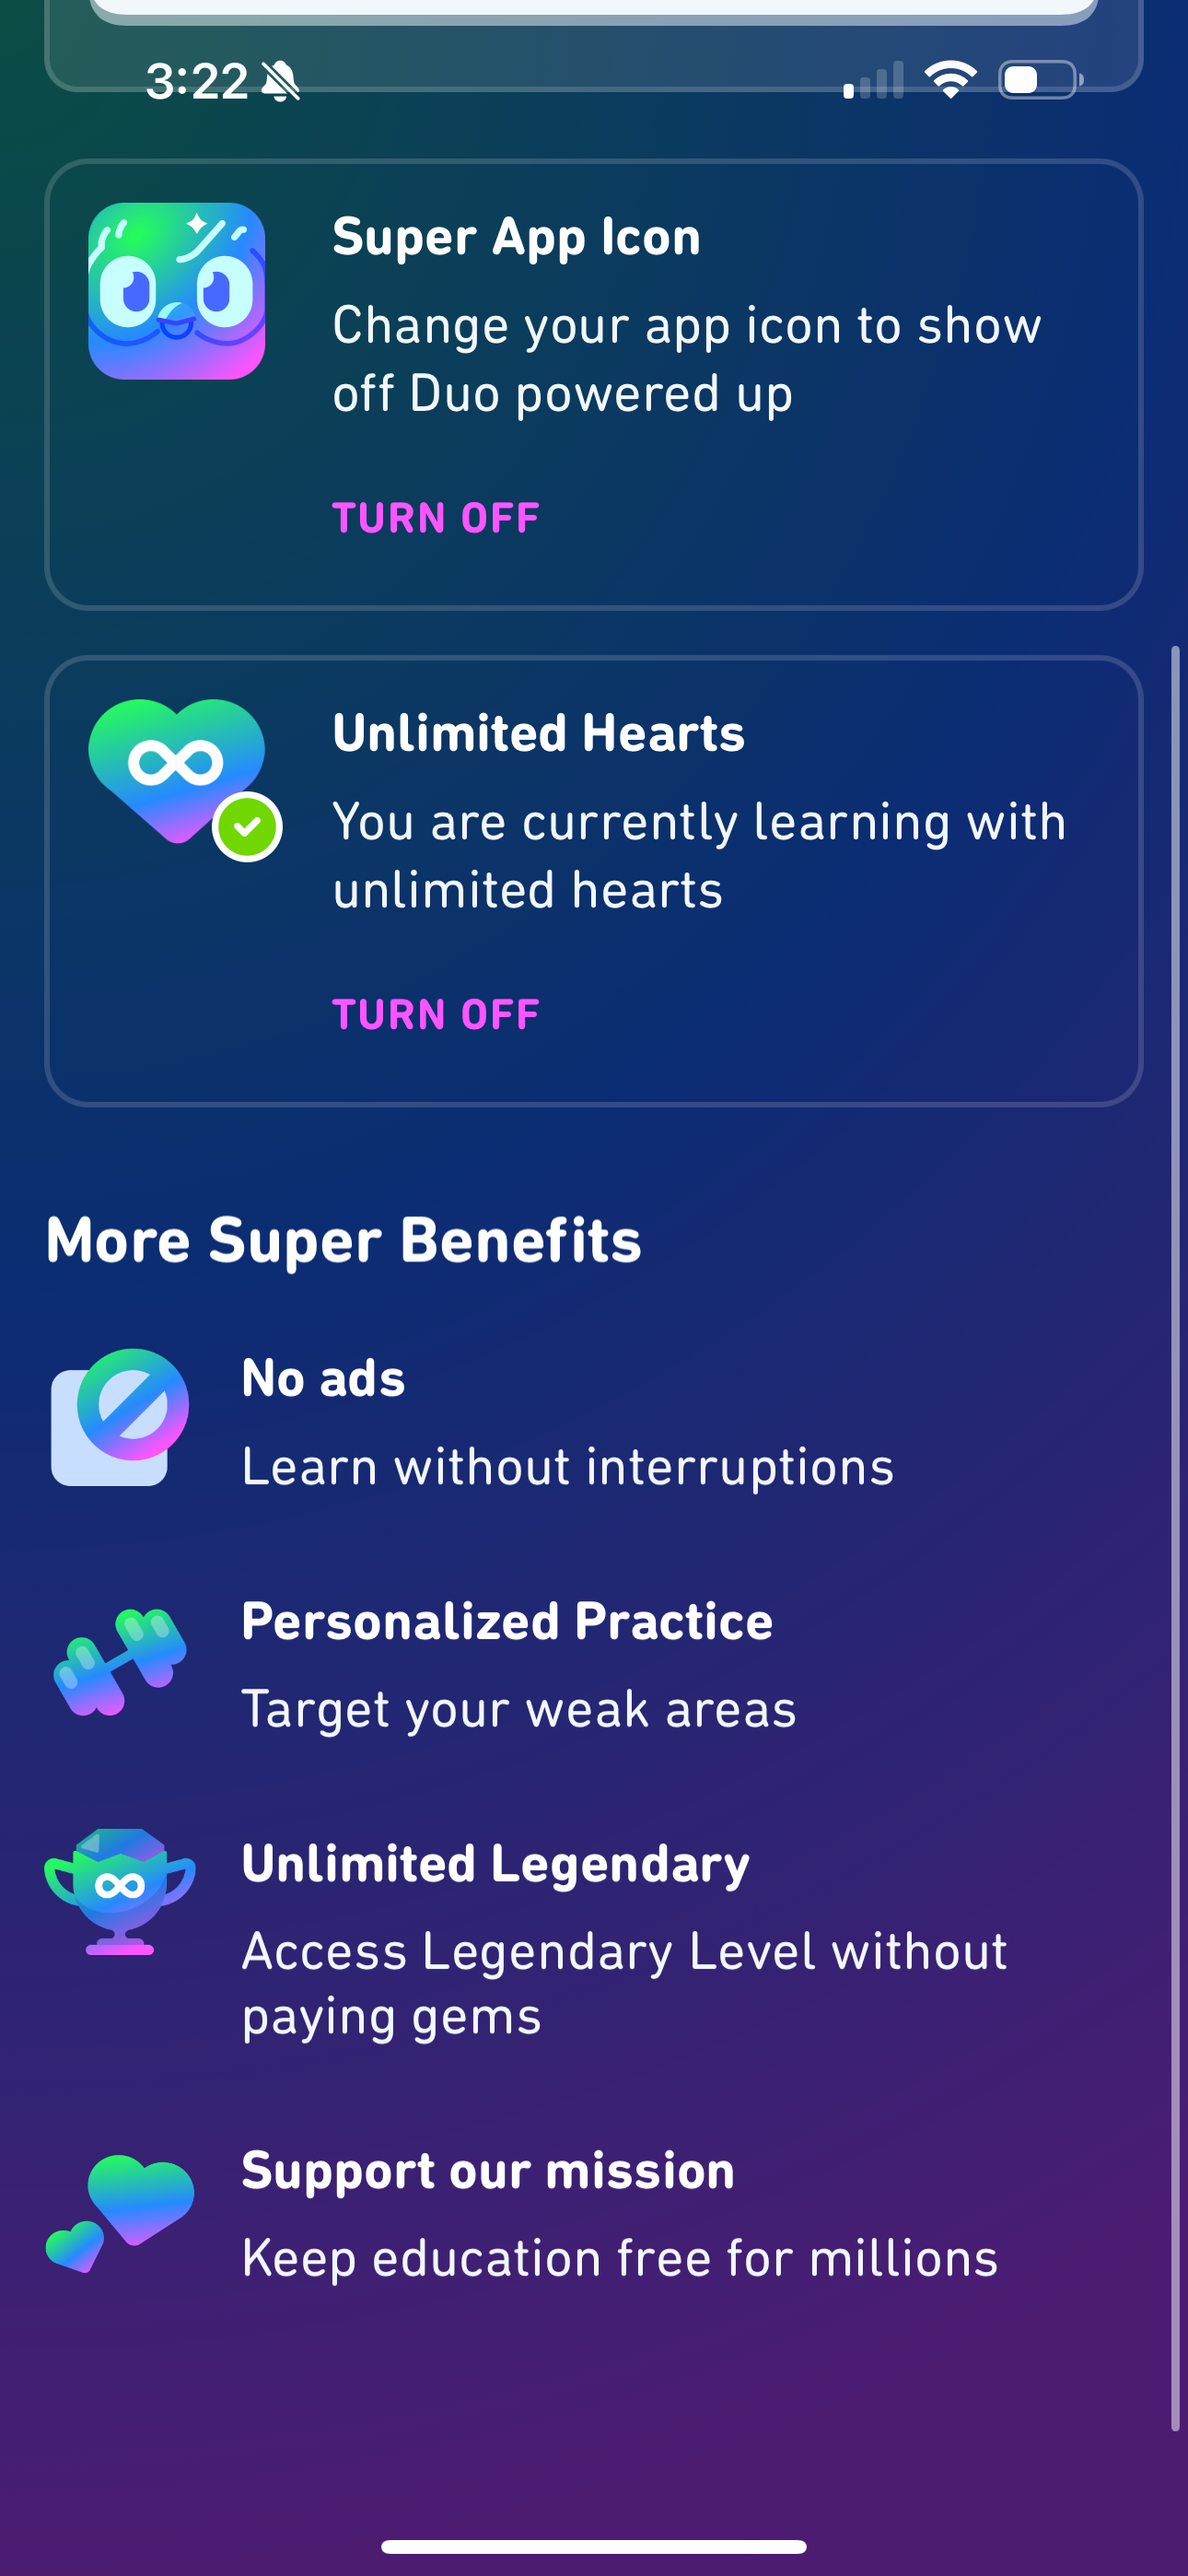 3:22
Super App Icon
Change your app icon to show
off Duo powered up
TURN OFF
Unlimited Hearts
You are currently learning with
unlimited hearts
TURN OFF
More Super Benefits
No ads
Learn without interruptions
Personalized Practice
Target your weak areas
Unlimited Legendary
Access Legendary Level without
paying gems
Support our mission
Keep education free for millions